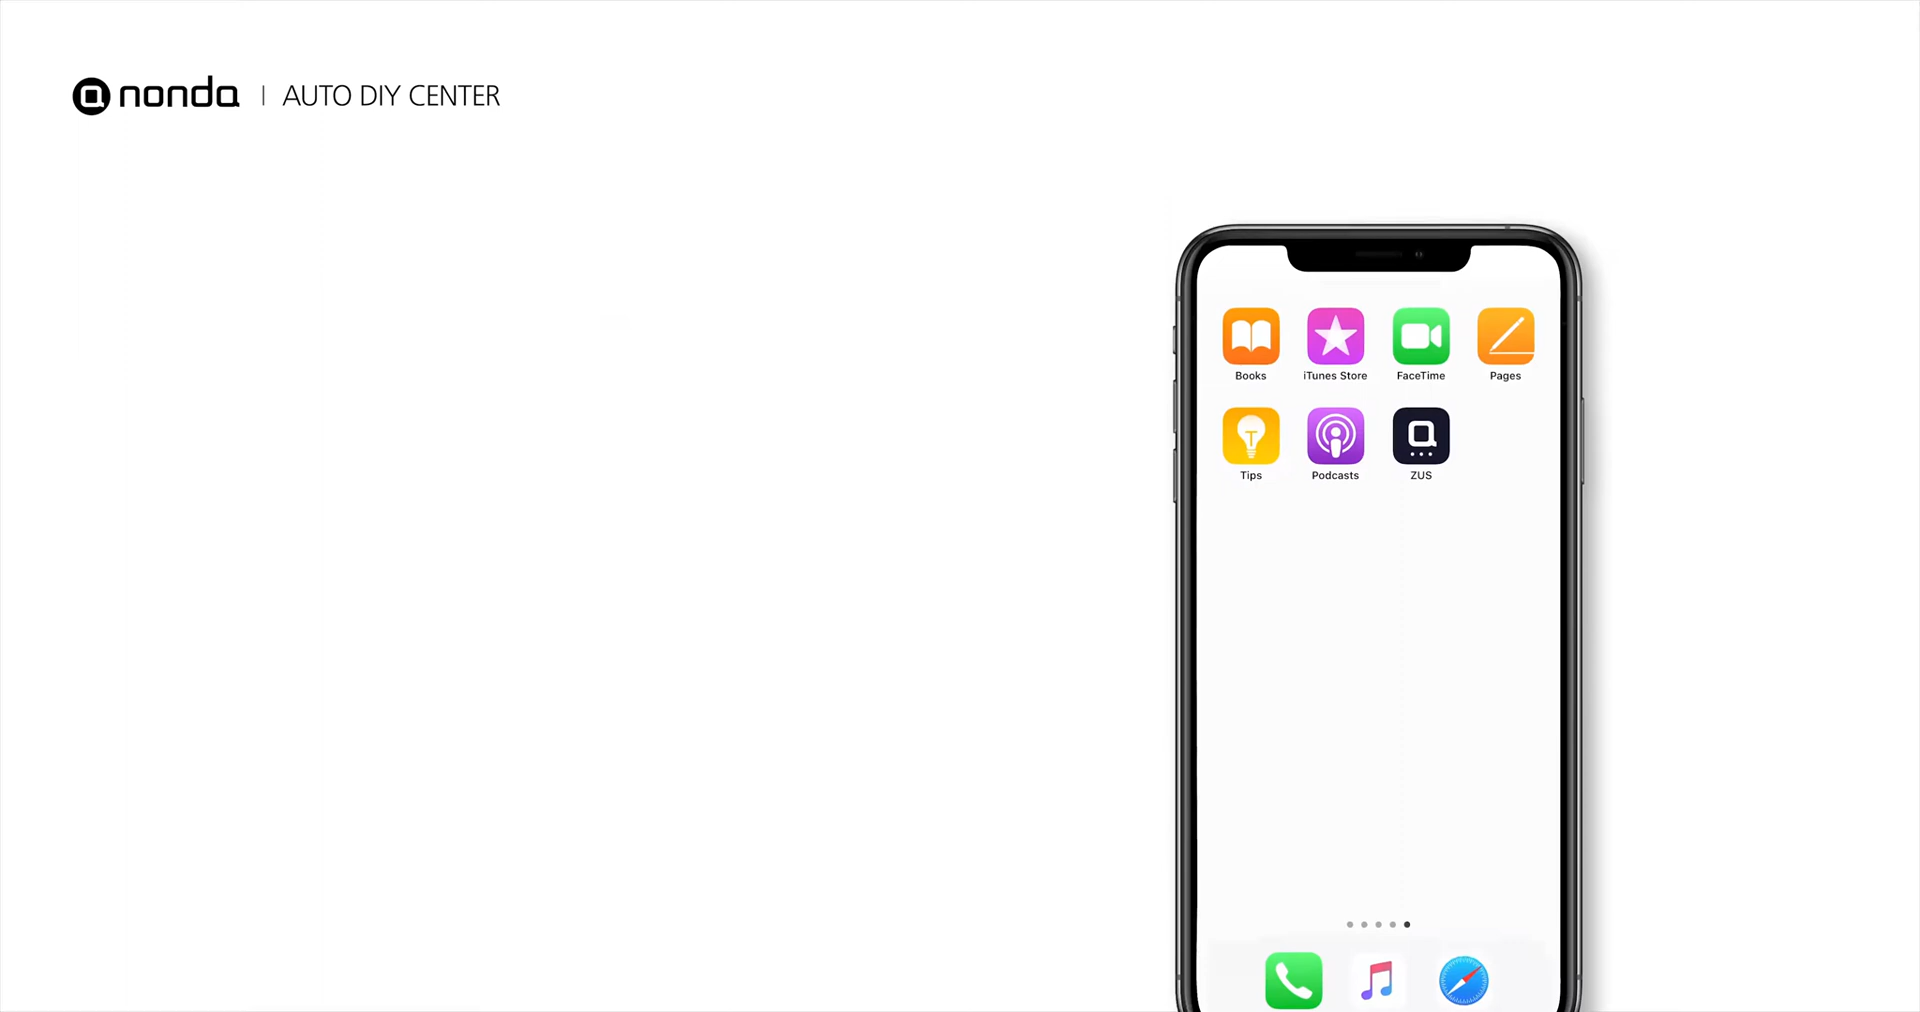 nonda | AUTO DIY CENTER
Books iTunes Store FaceTime Pages
Tips Podcasts ZUS